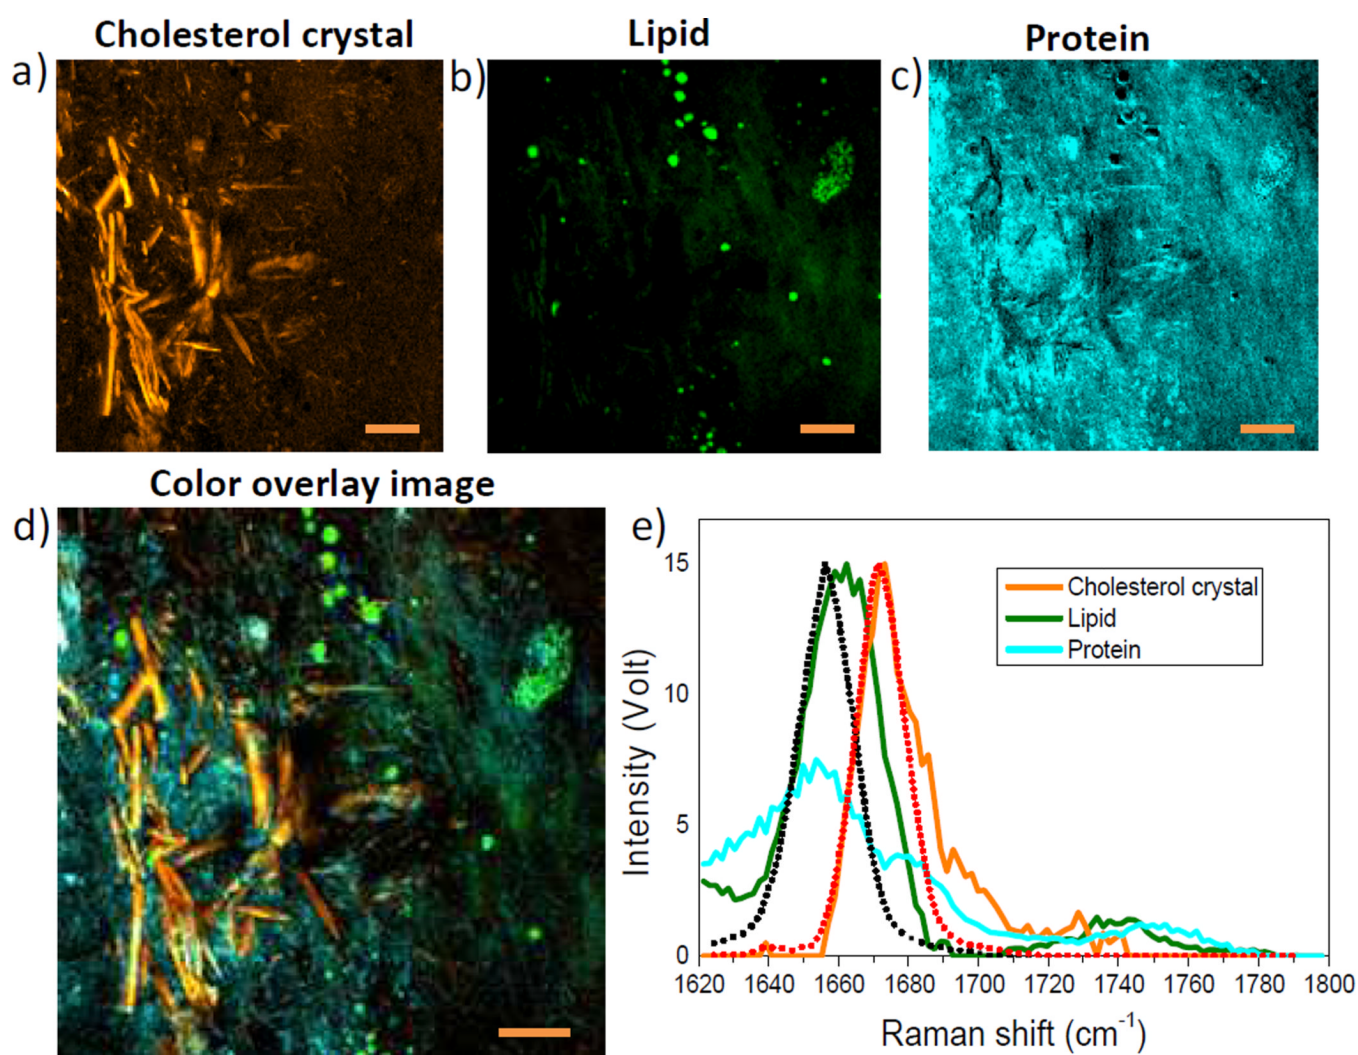 Cholesterol crystal
Lipid
Protein
a)
b)
c)
Color overlay image
d)
e)
15
10
5
0
Intensity (Volt)
Cholesterol crystal
Lipid
Protein
1620 1640 1660 1680 1700 1720 1740 1760 1780 1800
Raman shift (cm⁻¹)